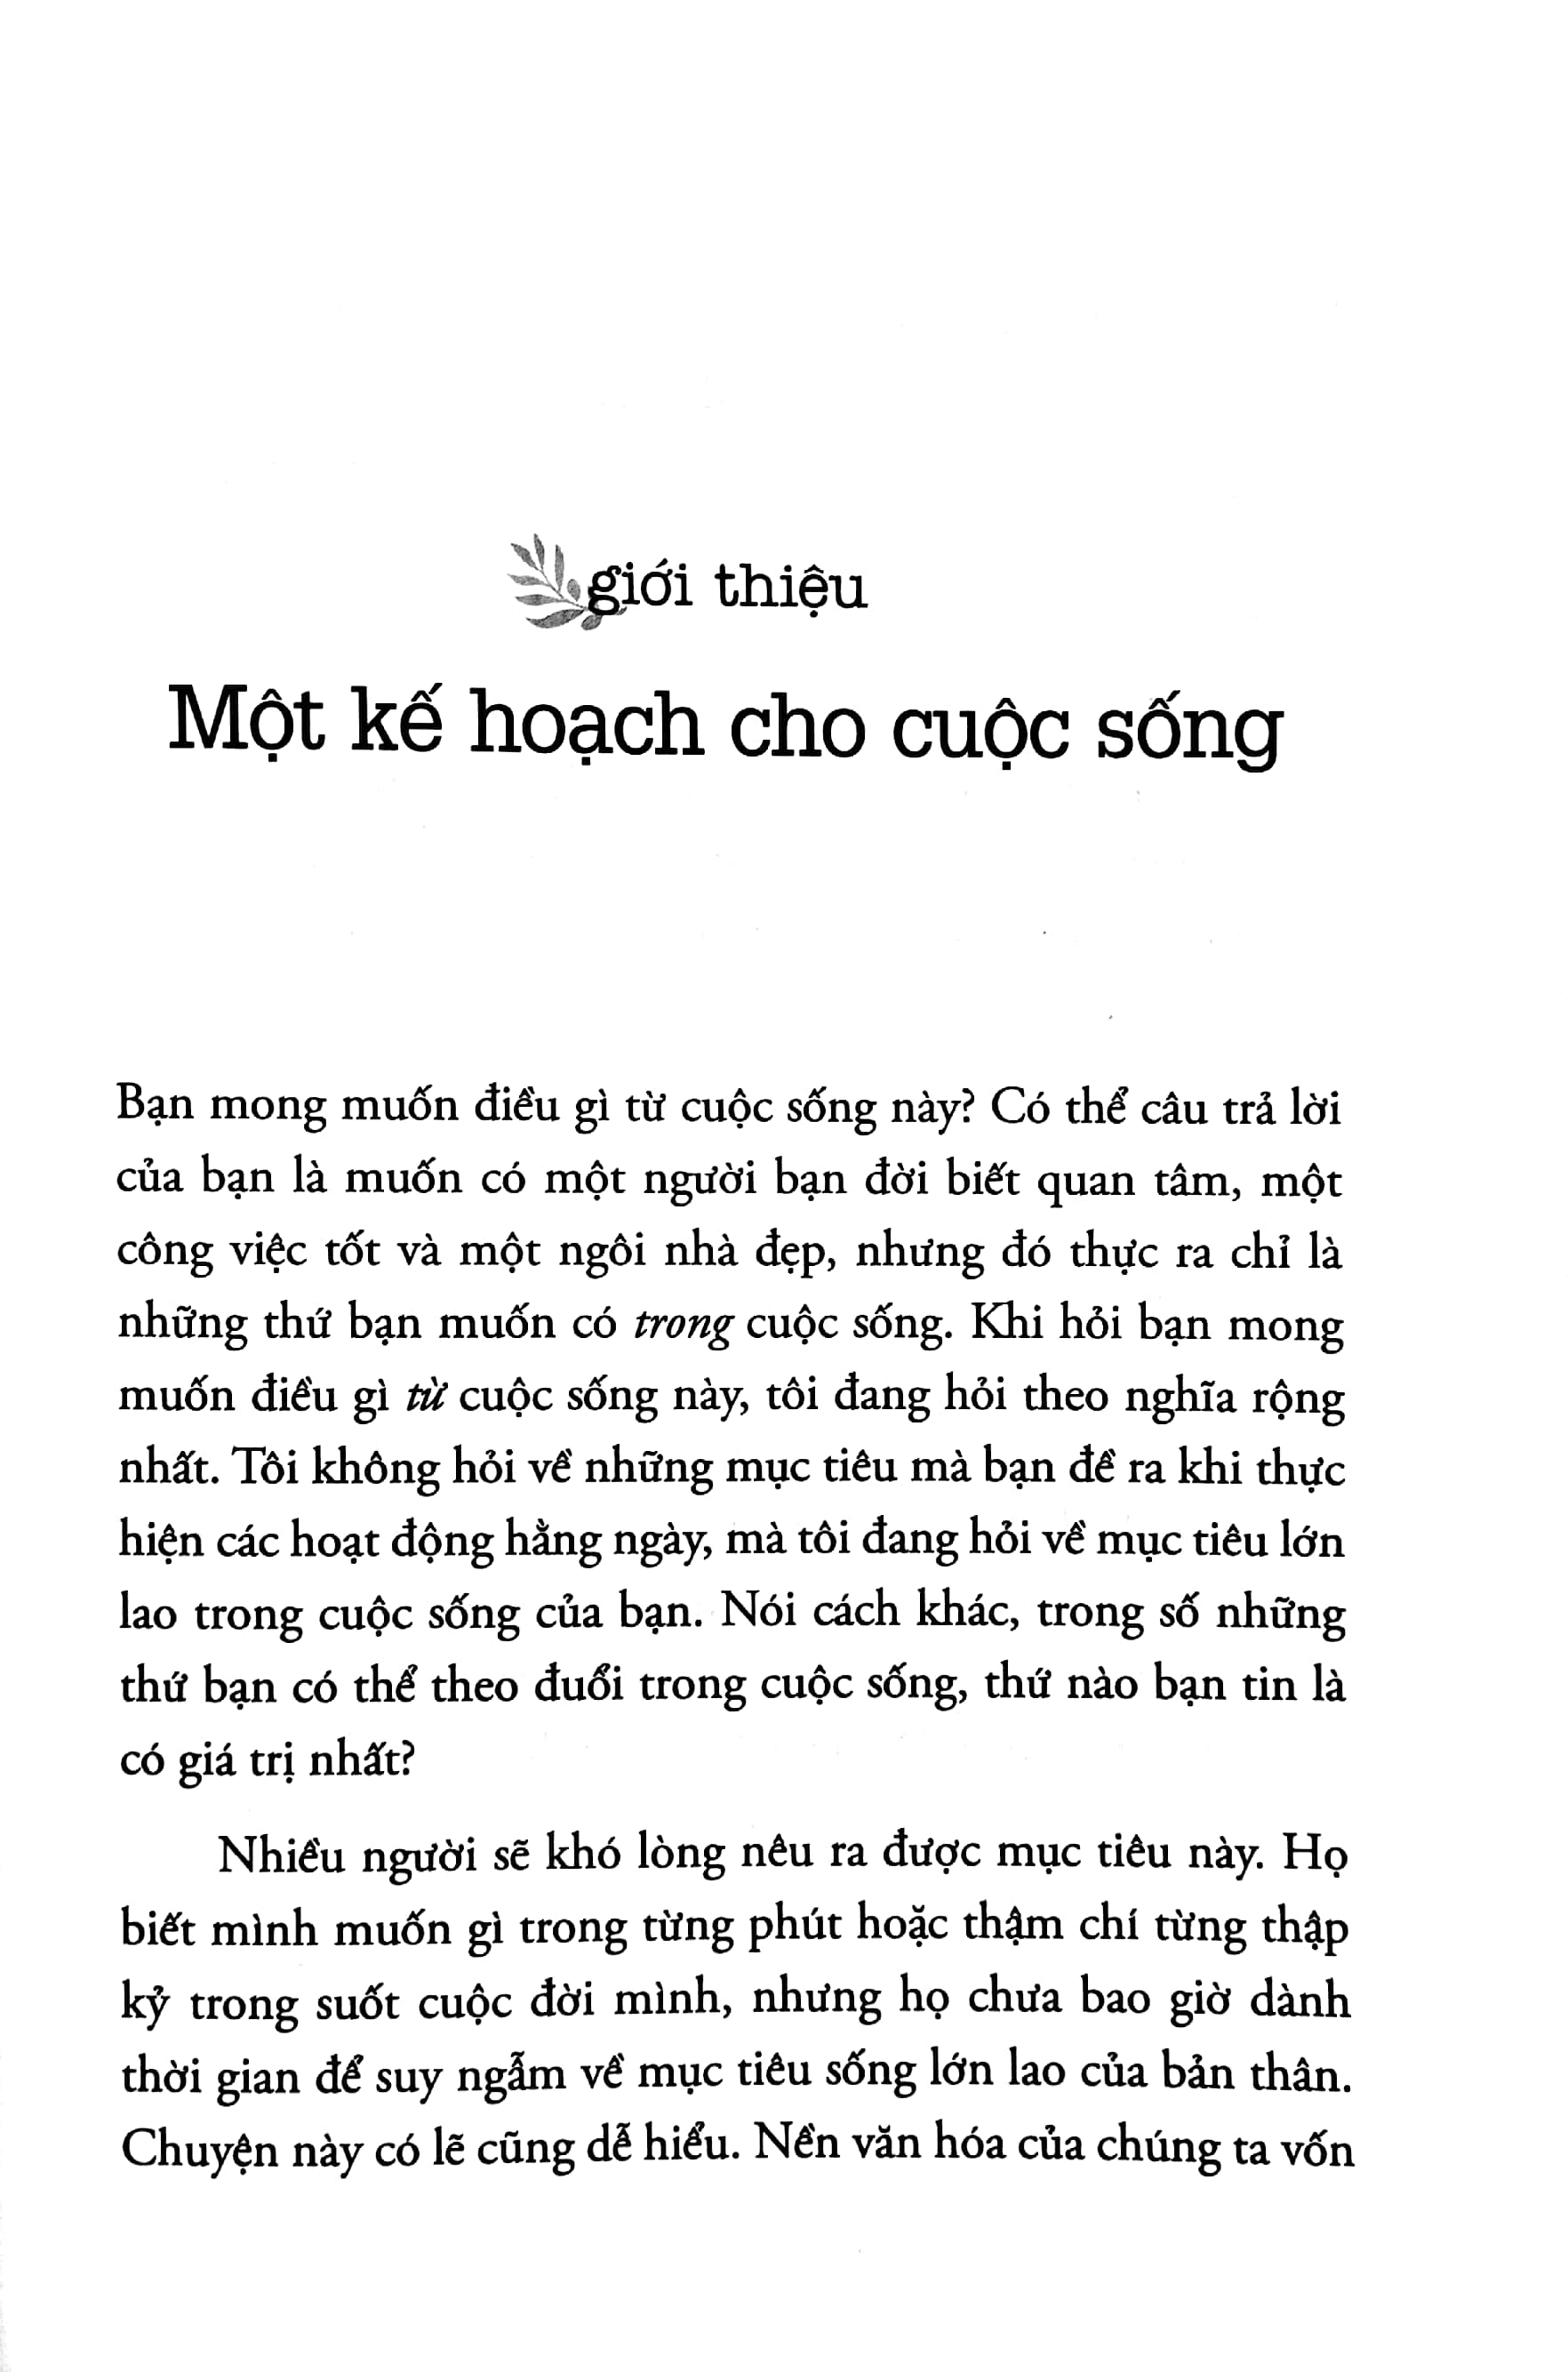 giới thiệu
Một kế hoạch cho cuộc sống
Bạn mong muốn điều gì từ cuộc sống này? Có thể câu trả lời
của bạn là muốn có một người bạn đời biết quan tâm, một
công việc tốt và một ngôi nhà đẹp, nhưng đó thực ra chỉ là
những thứ bạn muốn có trong cuộc sống. Khi hỏi bạn mong
muốn điều gì từ cuộc sống này, tôi đang hỏi theo nghĩa rộng
nhất. Tôi không hỏi về những mục tiêu mà bạn đề ra khi thực
hiện các hoạt động hằng ngày, mà tôi đang hỏi về mục tiêu lớn
lao trong cuộc sống của bạn. Nói cách khác, trong số những
thứ bạn có thể theo đuổi trong cuộc sống, thứ nào bạn tin là
có giá trị nhất?
Nhiều người sẽ khó lòng nêu ra được mục tiêu này. Họ
biết mình muốn gì trong từng phút hoặc thậm chí từng thập
kỷ trong suốt cuộc đời mình, nhưng họ chưa bao giờ dành
thời gian để suy ngẫm về mục tiêu sống lớn lao của bản thân.
Chuyện này có lẽ cũng dễ hiểu. Nền văn hóa của chúng ta vốn